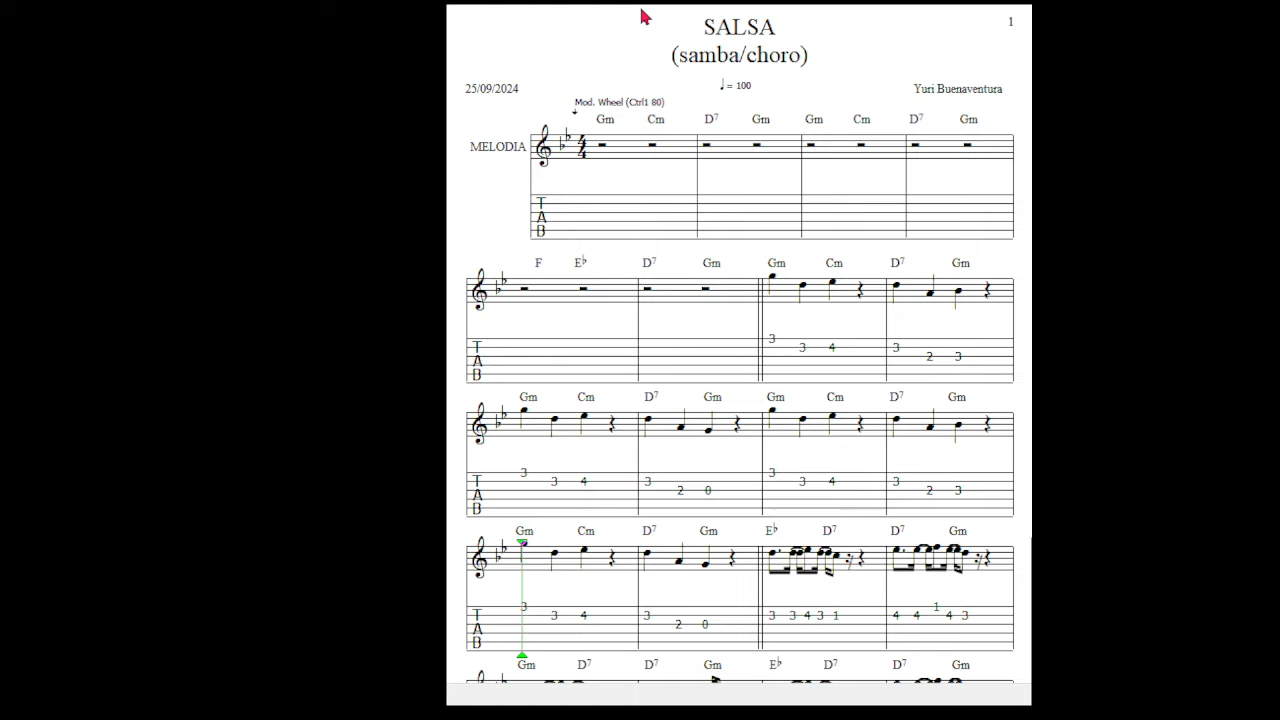 SALSA
1
(samba/choro)
25/09/2024
♩ = 100
Yuri Buenaventura
Mod. Wheel (Ctrl1 80)
Gm Cm D7 Gm Gm Cm D7 Gm
MELODIA
4
4
T
A
B
F E♭ D7 Gm Gm Cm D7 Gm
3 3 4 3 2 3
T
A
B
Gm Cm D7 Gm Gm Cm D7 Gm
3 3 4 3 2 0 3 3 4 3 2 3
T
A
B
Gm Cm D7 Gm E♭ D7 D7 Gm
3 3 4 3 2 0 3 3 4 3 1 4 4 1 4 3
T
A
B
Gm D7 D7 Gm E♭ D7 D7 Gm